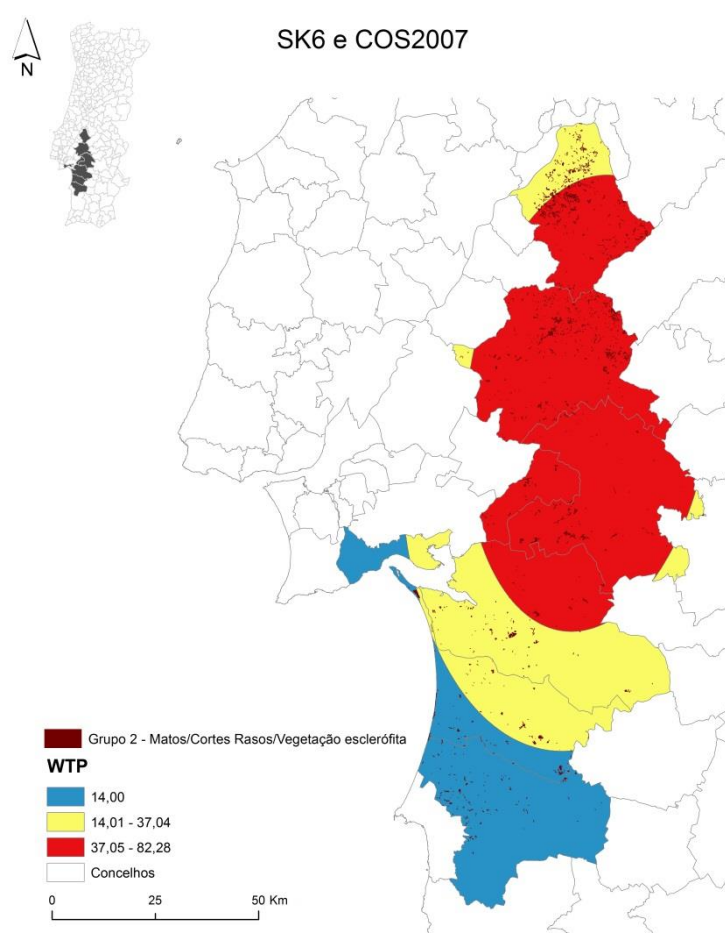 SK6 e COS2007
N
Grupo 2 - Matos/Cortes Rasos/Vegetação esclerófita
WTP
14,00
14,01 - 37,04
37,05 - 82,28
Concelhos
0 25 50 Km